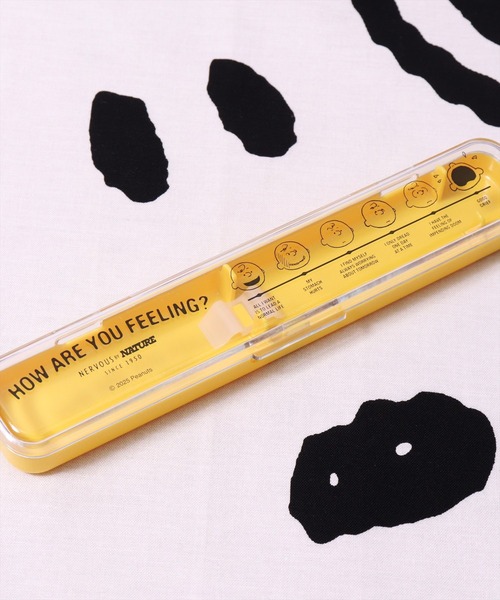 HOW ARE YOU FEELING?
NERVOUS BY NATURE
SINCE 1950
© 2025 Peanuts
ALL I WANT
IS TO LEAD A
NORMAL LIFE
MY
STOMACH
HURTS
I FIND MYSELF
ALWAYS WORRYING
ABOUT TOMORROW
I ONLY DREAD
ONE DAY
AT A TIME
I HAVE THE
FEELING OF
IMPENDING DOOM
GOOD
GRIEF